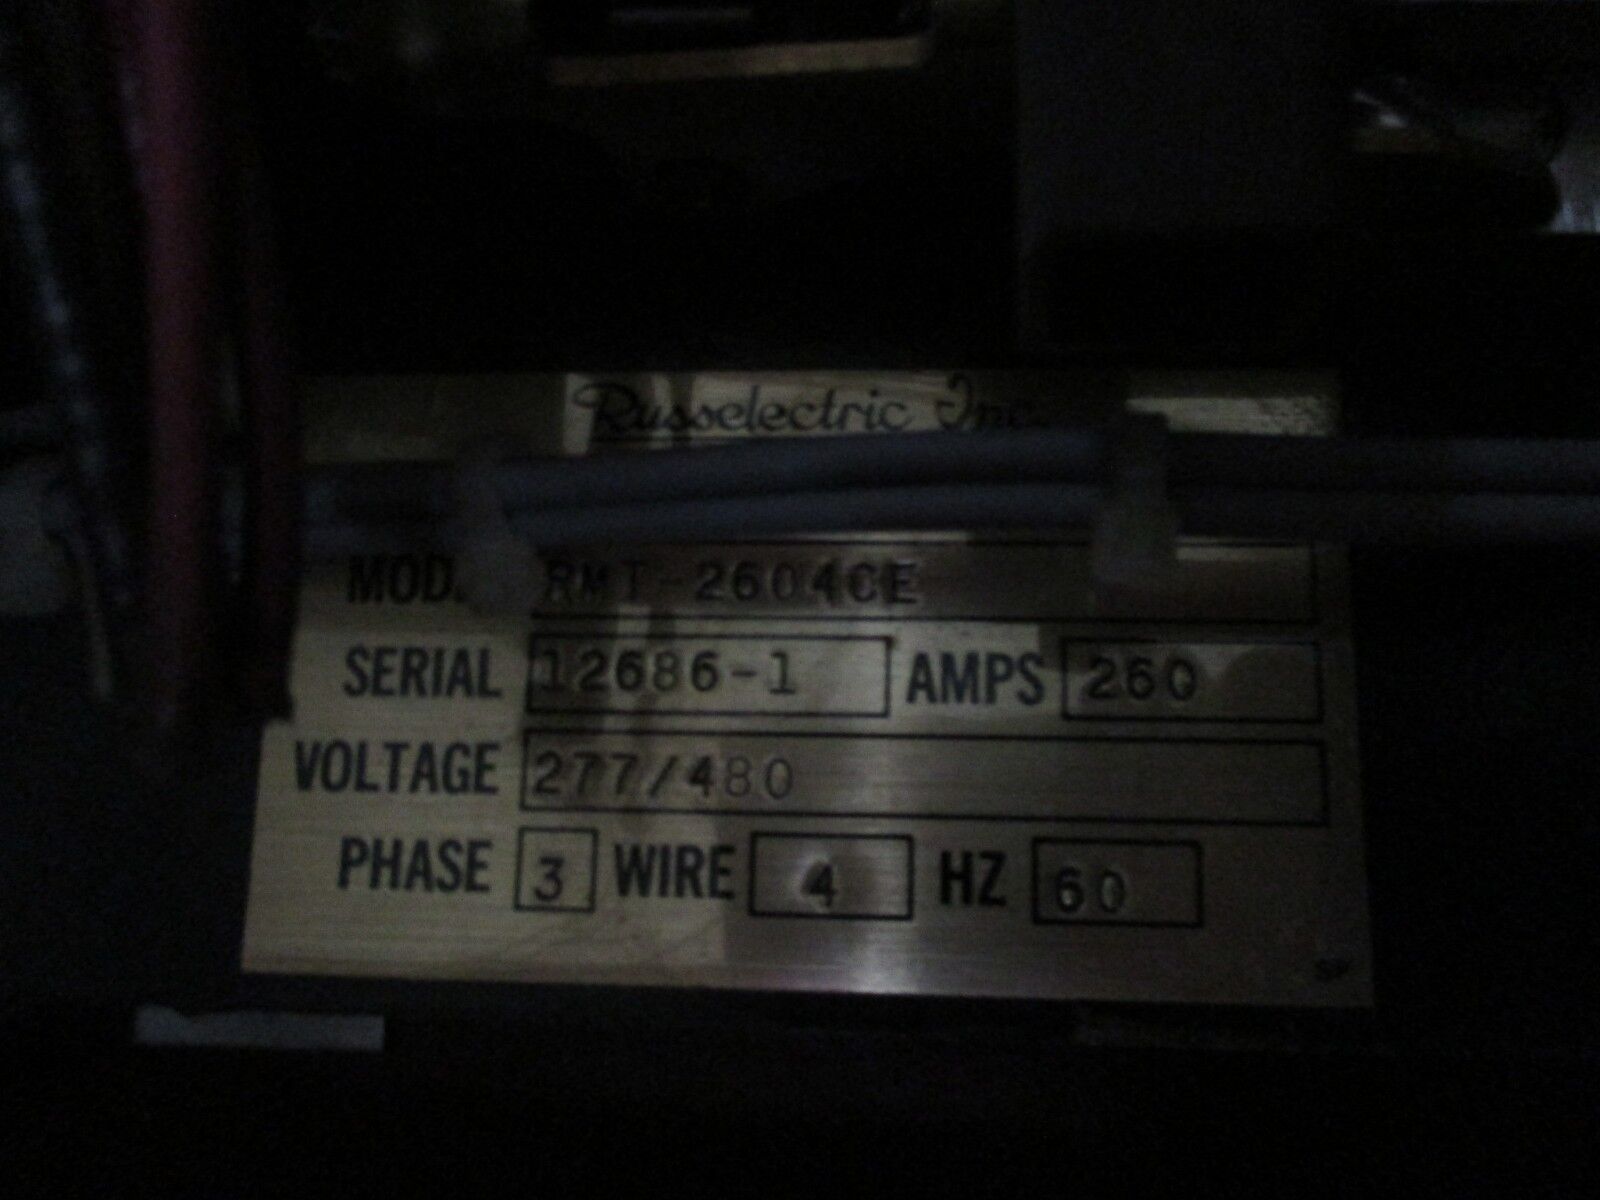 Russelectric Inc.
MOD. RMT-2604CE
SERIAL 12686-1 AMPS 260
VOLTAGE 277/480
PHASE 3 WIRE 4 HZ 60
SP